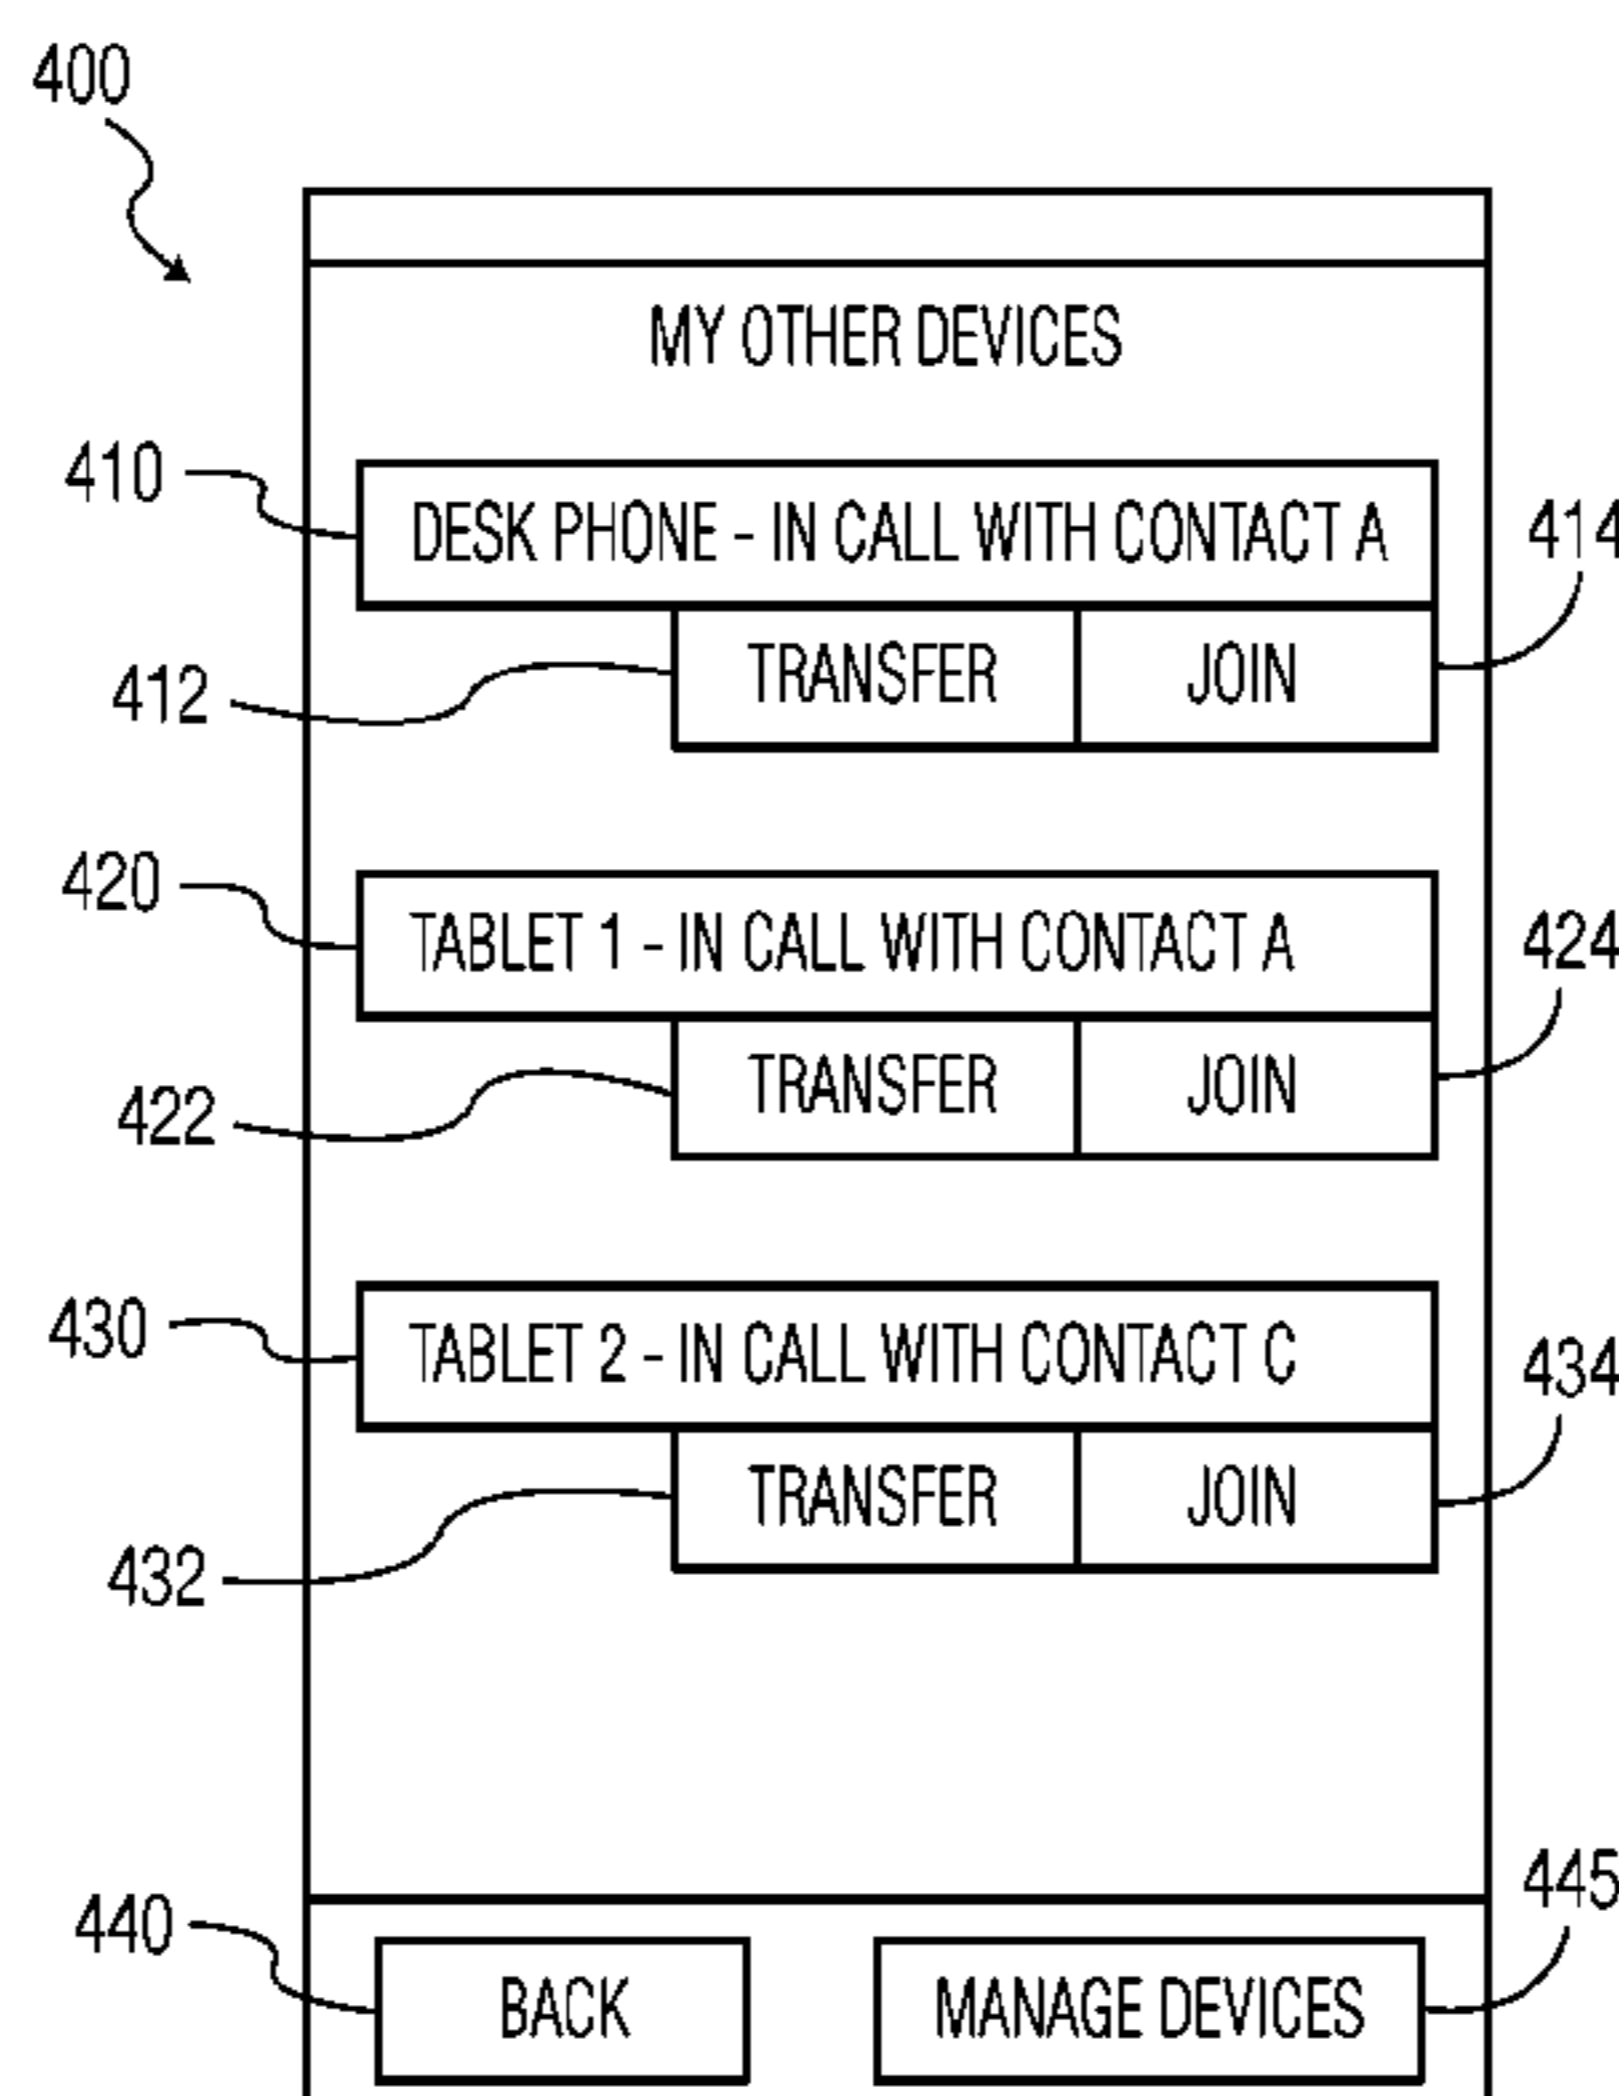 400
MY OTHER DEVICES
410
DESK PHONE - IN CALL WITH CONTACT A
414
412
TRANSFER
JOIN
420
TABLET 1 - IN CALL WITH CONTACT A
424
422
TRANSFER
JOIN
430
TABLET 2 - IN CALL WITH CONTACT C
434
432
TRANSFER
JOIN
440
445
BACK
MANAGE DEVICES